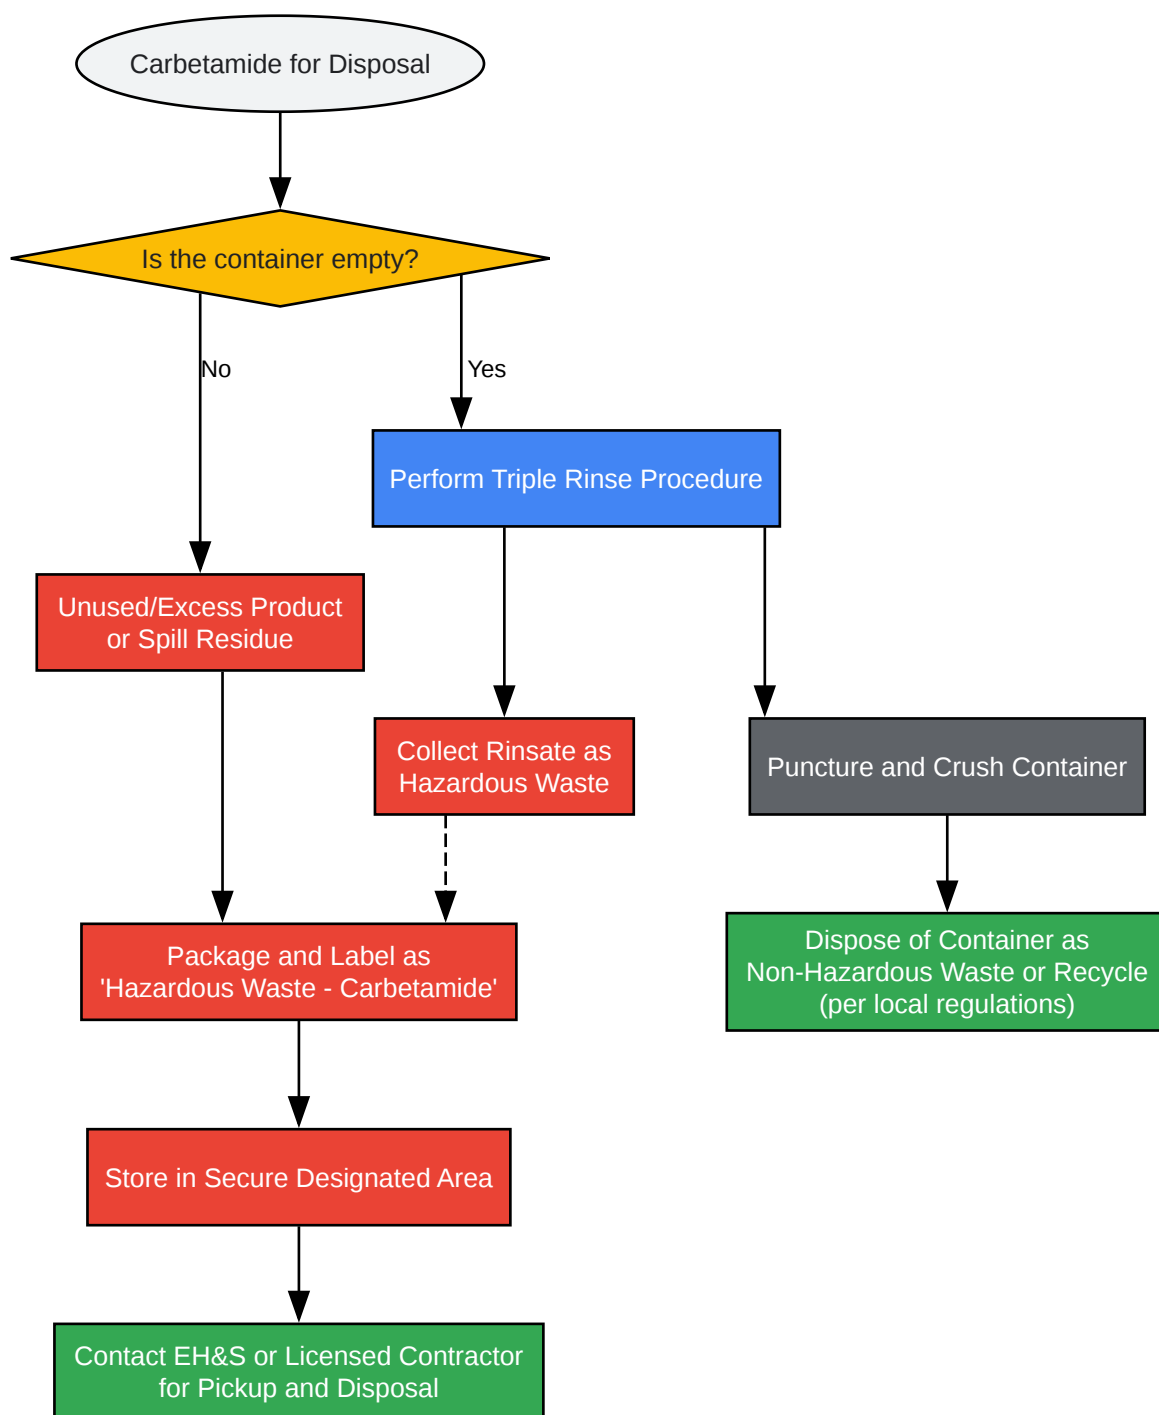 Carbetamide for Disposal
Is the container empty?
No
Yes
Perform Triple Rinse Procedure
Unused/Excess Product
or Spill Residue
Collect Rinsate as
Hazardous Waste
Puncture and Crush Container
Package and Label as
'Hazardous Waste - Carbetamide'
Dispose of Container as
Non-Hazardous Waste or Recycle
(per local regulations)
Store in Secure Designated Area
Contact EH&S or Licensed Contractor
for Pickup and Disposal